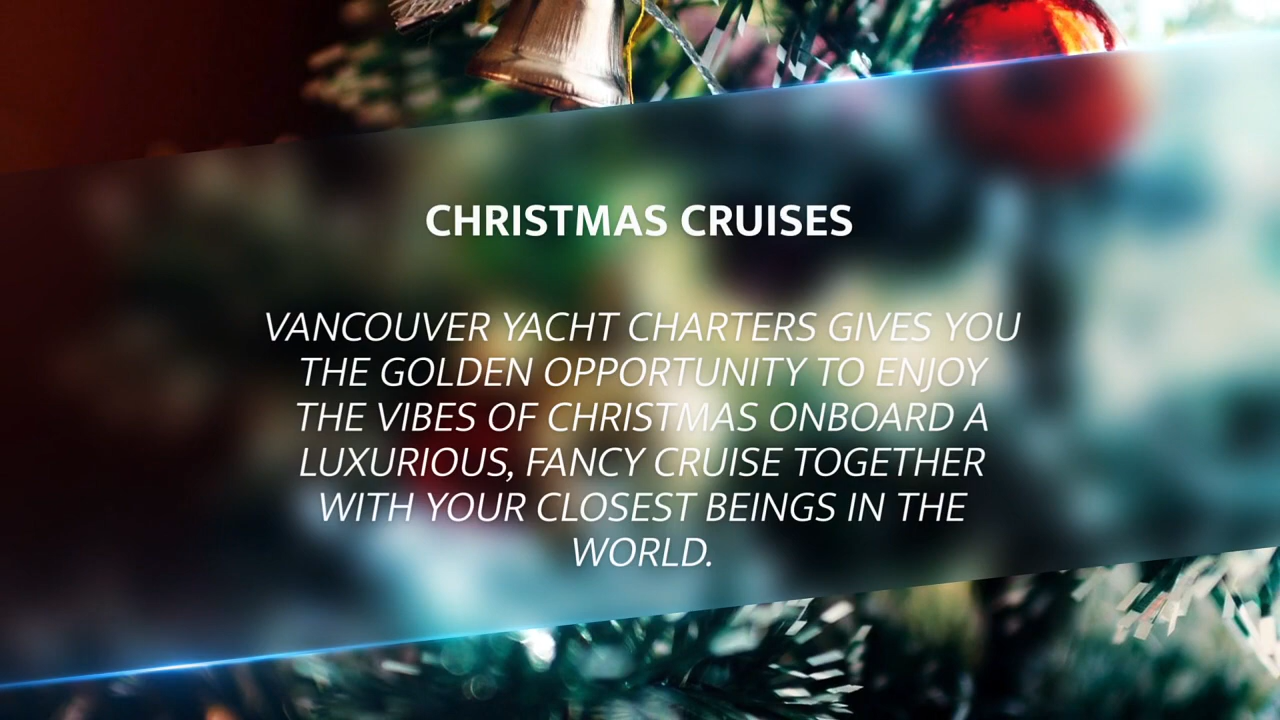 CHRISTMAS CRUISES
VANCOUVER YACHT CHARTERS GIVES YOU
THE GOLDEN OPPORTUNITY TO ENJOY
THE VIBES OF CHRISTMAS ONBOARD A
LUXURIOUS, FANCY CRUISE TOGETHER
WITH YOUR CLOSEST BEINGS IN THE
WORLD.